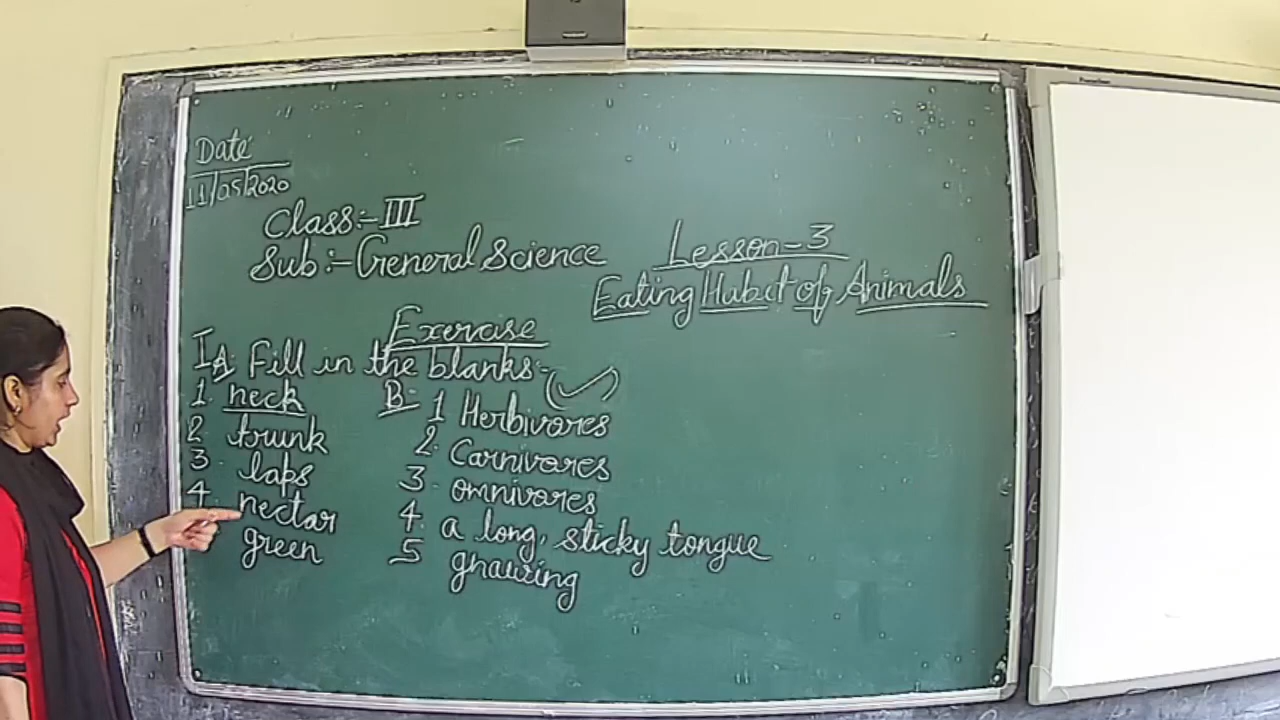 Date
11/05/2020
Class:- III
Sub:- General Science
Lesson-3
Eating Habit of Animals
Exercise
I A. Fill in the blanks:-
1. neck
2 trunk
3. laps
4. nectar
green
B:- (✓)
1 Herbivores
2. Carnivores
3. omnivores
4. a long, sticky tongue
5 gnawing